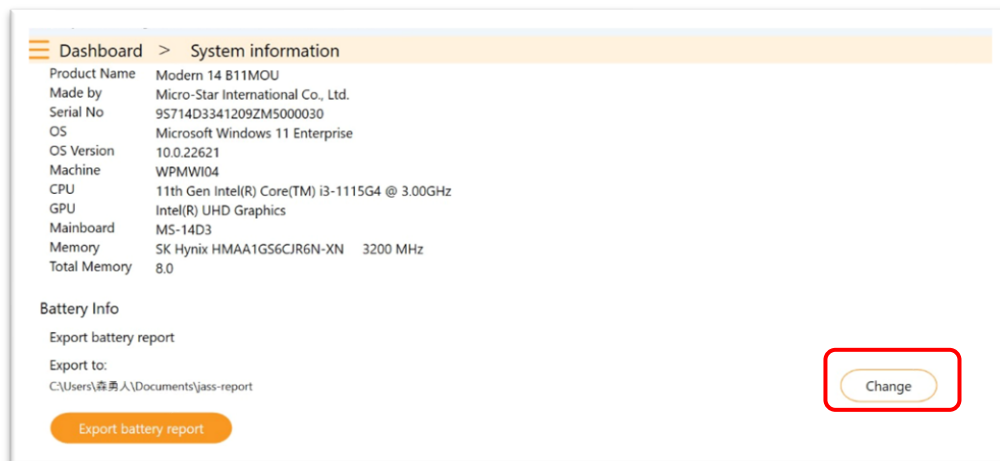 Dashboard > System information
Product Name Modern 14 B11MOU
Made by Micro-Star International Co., Ltd.
Serial No 9S714D3341209ZM5000030
OS Microsoft Windows 11 Enterprise
OS Version 10.0.22621
Machine WPMWI04
CPU 11th Gen Intel(R) Core(TM) i3-1115G4 @ 3.00GHz
GPU Intel(R) UHD Graphics
Mainboard MS-14D3
Memory SK Hynix HMAA1GS6CJR6N-XN 3200 MHz
Total Memory 8.0
Battery Info
Export battery report
Export to:
C:\Users\森勇人\Documents\jass-report
Change
Export battery report